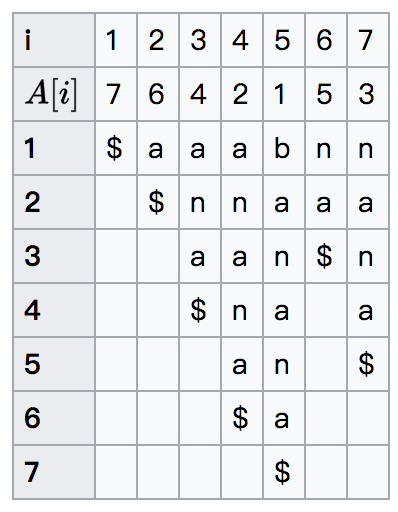 i 1 2 3 4 5 6 7
A[i] 7 6 4 2 1 5 3
1 $ a a a b n n
2 $ n n a a a
3 a a n $ n
4 $ n a a
5 a n $
6 $ a
7 $